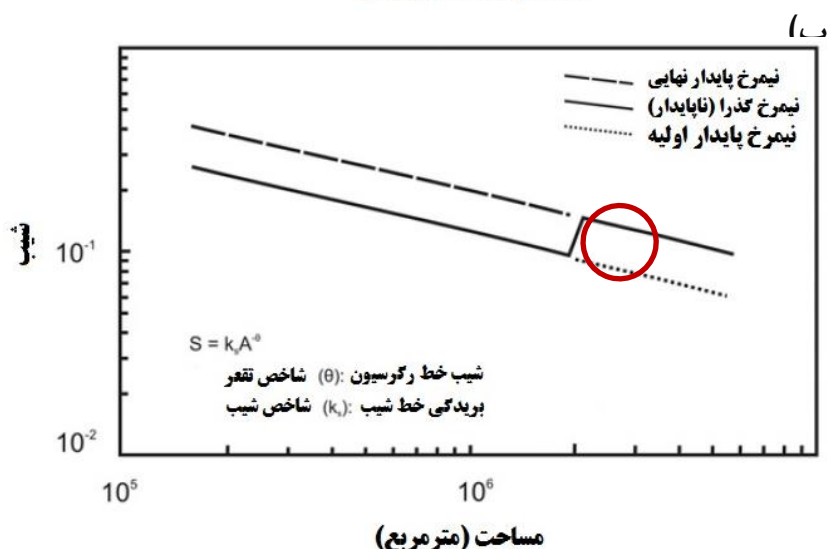 ب)
نیمرخ پایدار نهایی
نیمرخ گذرا (ناپایدار)
نیمرخ پایدار اولیه
شیب
10⁻¹
S = kₛA⁻ᶿ
شیب خط رگرسیون :(θ) شاخص تقعر
بریدگی خط شیب :(kₛ) شاخص شیب
10⁻²
10⁵
10⁶
مساحت (مترمربع)